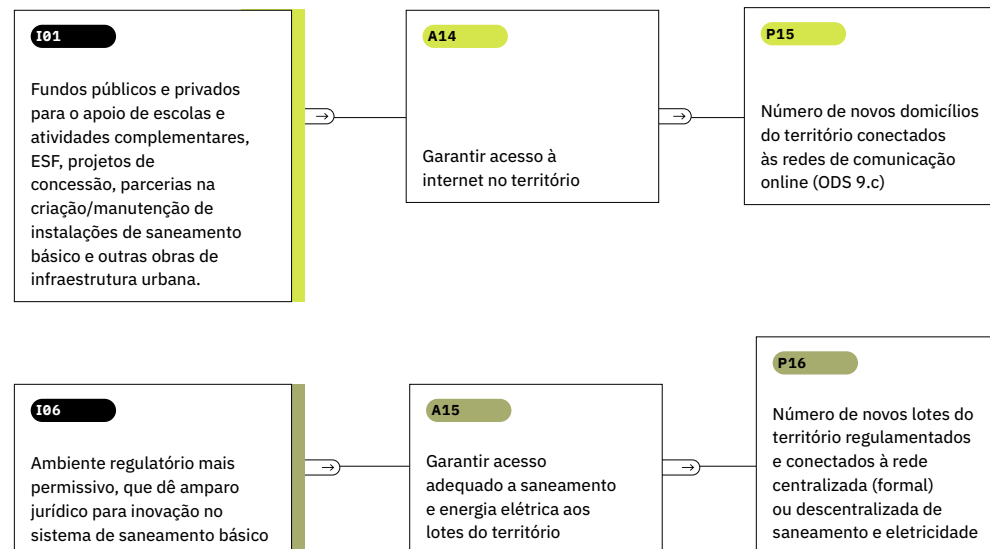 I01
Fundos públicos e privados
para o apoio de escolas e
atividades complementares,
ESF, projetos de
concessão, parcerias na
criação/manutenção de
instalações de saneamento
básico e outras obras de
infraestrutura urbana.
→
A14
Garantir acesso à
internet no território
→
P15
Número de novos domicílios
do território conectados
às redes de comunicação
online (ODS 9.c)
I06
Ambiente regulatório mais
permissivo, que dê amparo
jurídico para inovação no
sistema de saneamento básico
→
A15
Garantir acesso
adequado a saneamento
e energia elétrica aos
lotes do território
→
P16
Número de novos lotes do
território regulamentados
e conectados à rede
centralizada (formal)
ou descentralizada de
saneamento e eletricidade